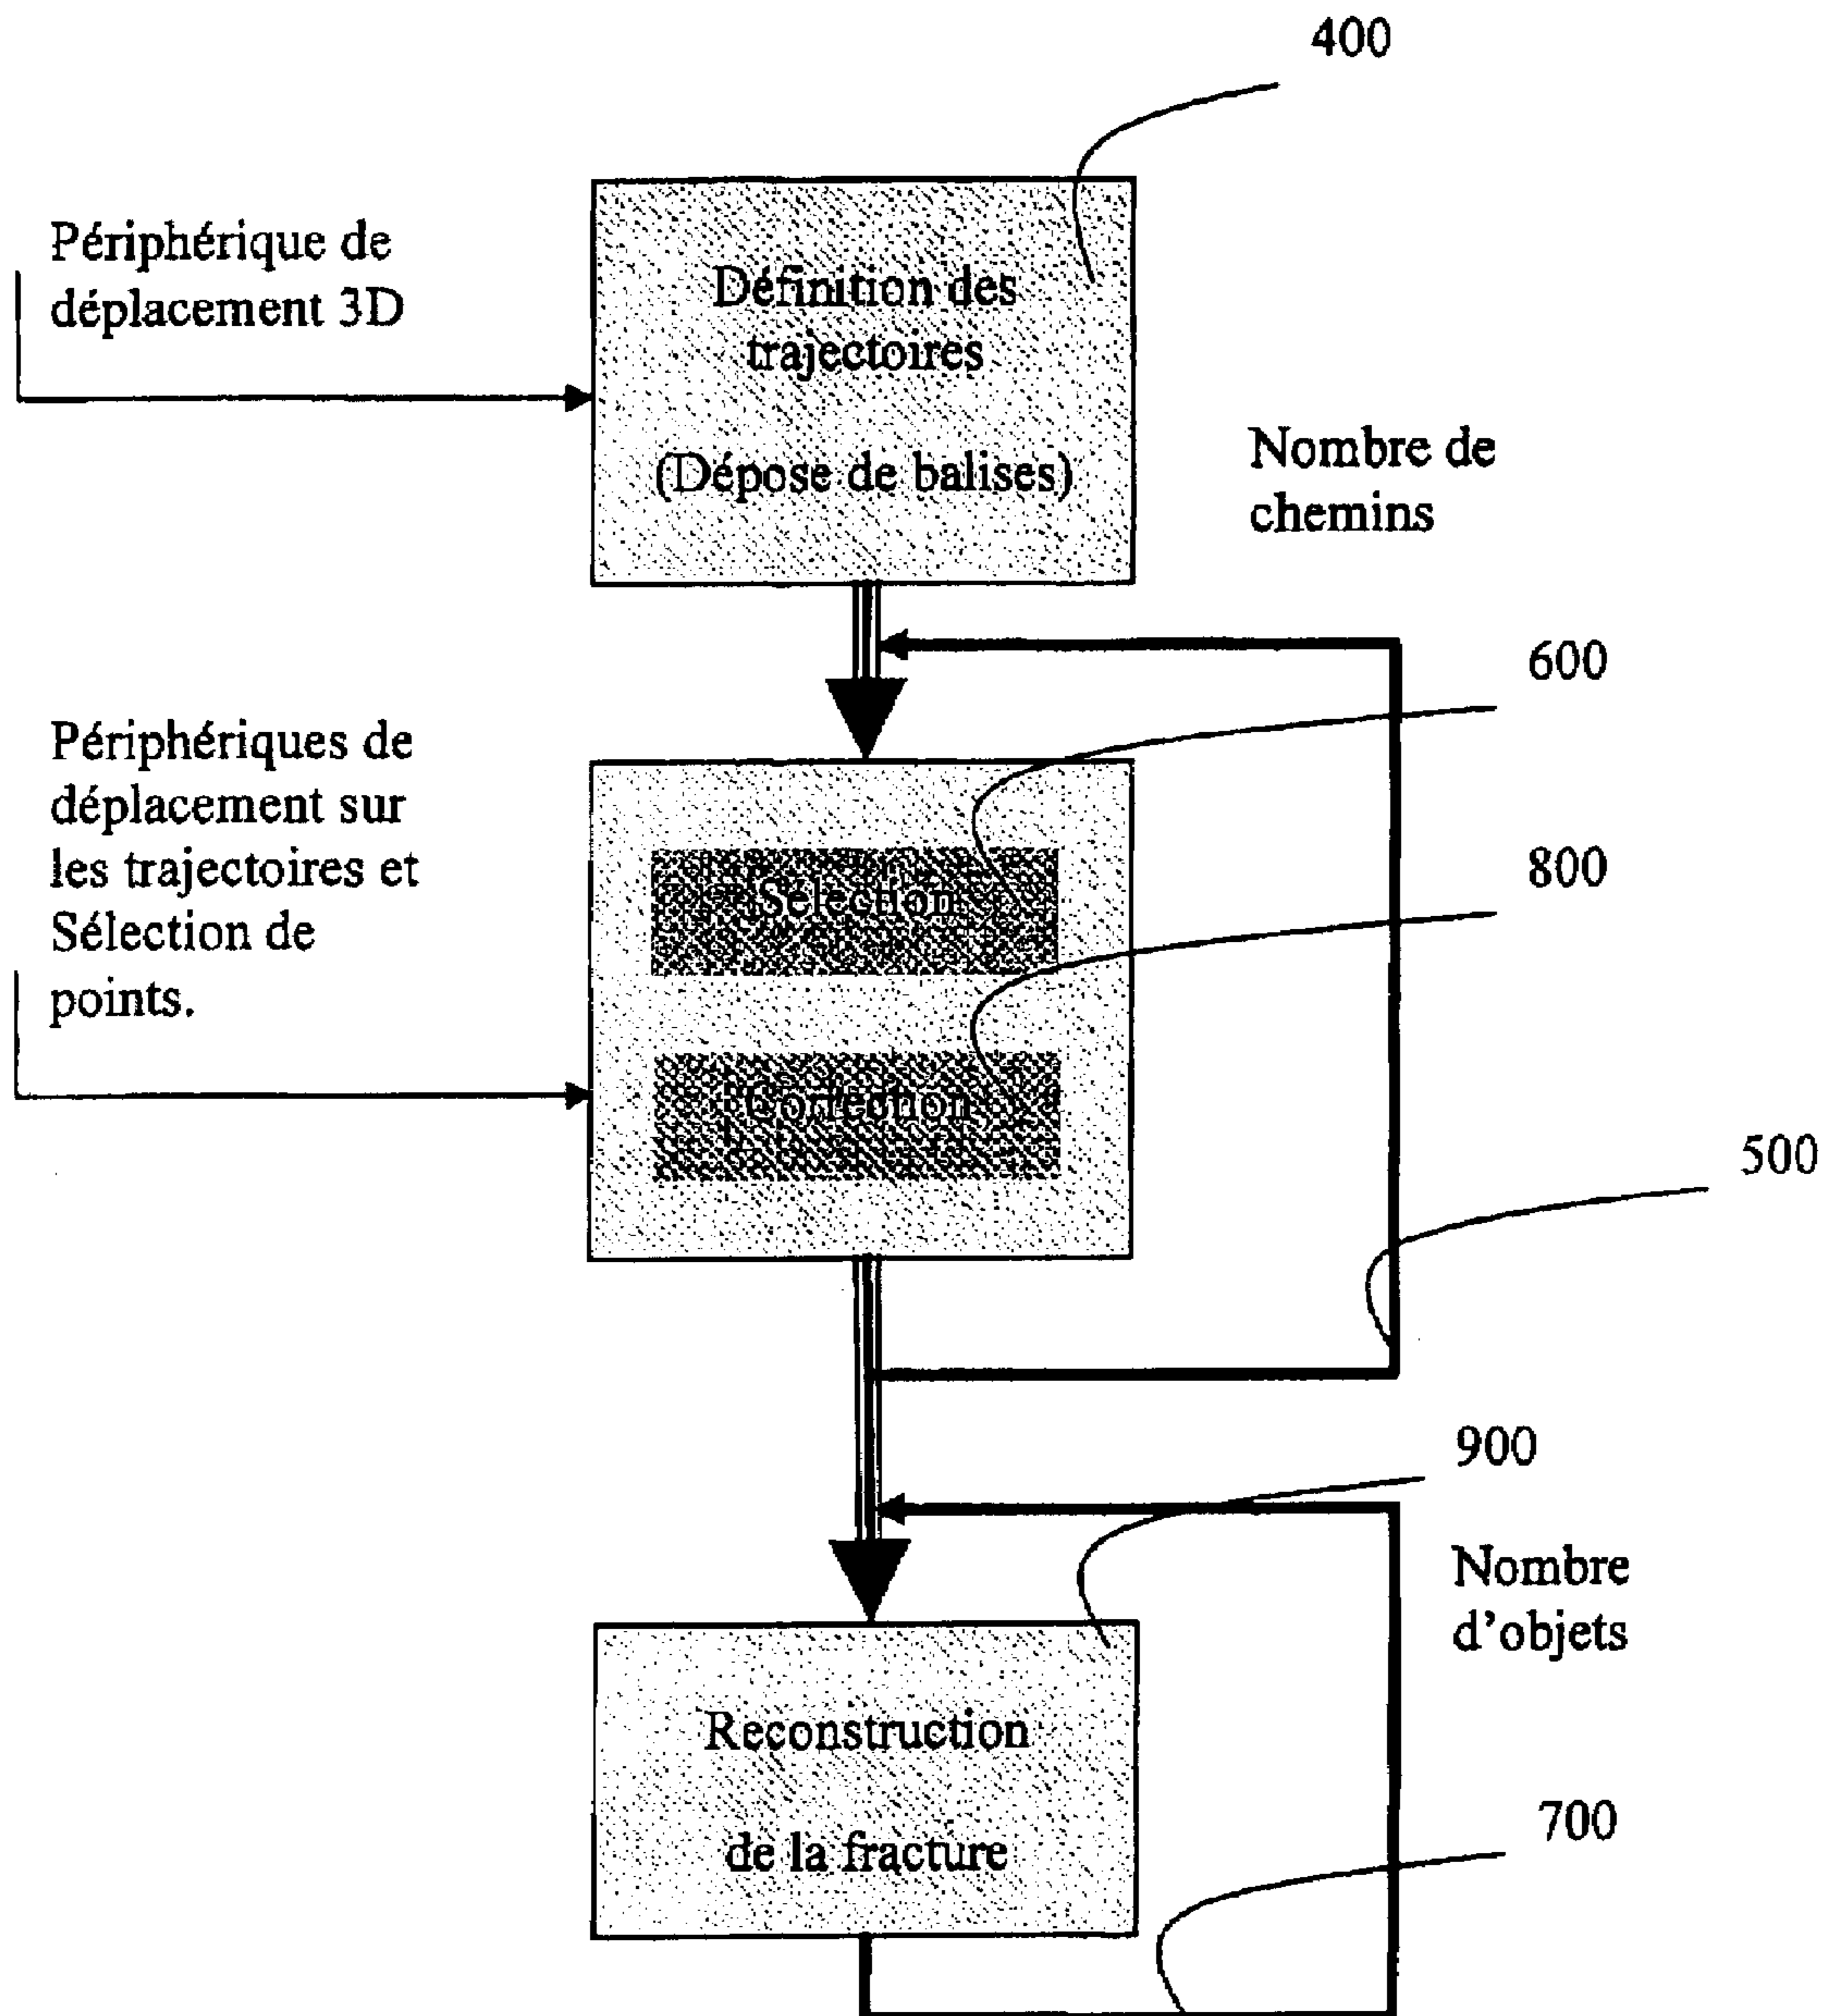 400
Périphérique de
déplacement 3D
Définition des
trajectoires
(Dépose de balises)
Nombre de
chemins
600
Périphériques de
déplacement sur
les trajectoires et
Sélection de
points.
Sélection
800
Correction
500
900
Nombre
d'objets
Reconstruction
de la fracture
700